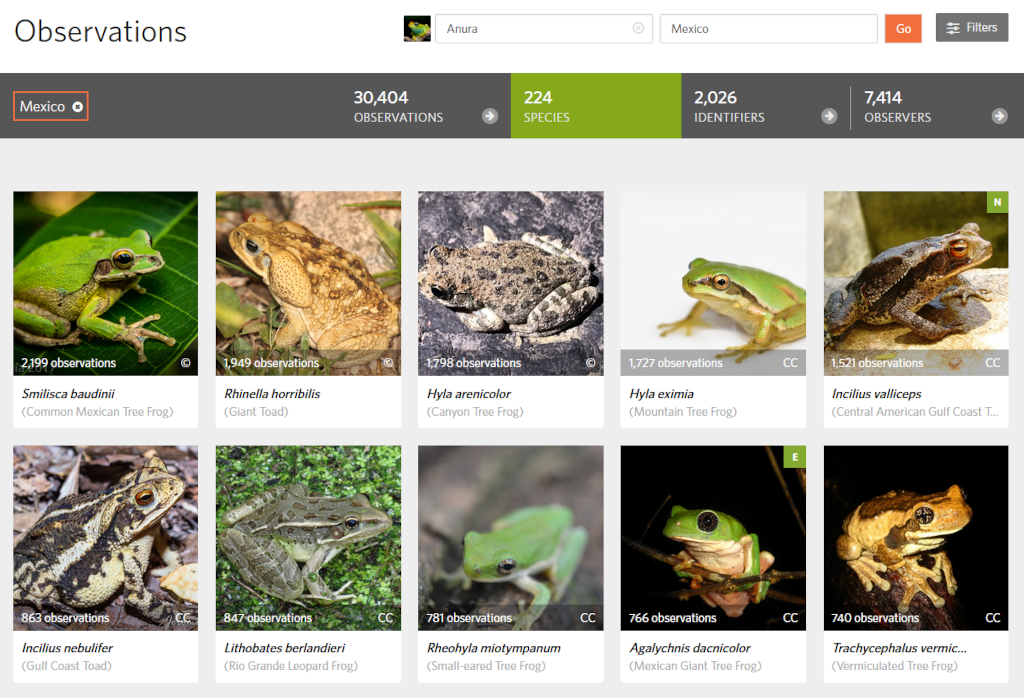 Observations
Anura
Mexico
Go
Filters
Mexico
30,404
OBSERVATIONS
224
SPECIES
2,026
IDENTIFIERS
7,414
OBSERVERS
2,199 observations ©
Smilisca baudinii
(Common Mexican Tree Frog)
1,949 observations ©
Rhinella horribilis
(Giant Toad)
1,798 observations ©
Hyla arenicolor
(Canyon Tree Frog)
1,727 observations CC
Hyla eximia
(Mountain Tree Frog)
N
1,521 observations CC
Incilius valliceps
(Central American Gulf Coast T...
863 observations CC
Incilius nebulifer
(Gulf Coast Toad)
847 observations CC
Lithobates berlandieri
(Rio Grande Leopard Frog)
781 observations CC
Rheohyla miotympanum
(Small-eared Tree Frog)
E
766 observations CC
Agalychnis dacnicolor
(Mexican Giant Tree Frog)
740 observations CC
Trachycephalus vermic...
(Vermiculated Tree Frog)